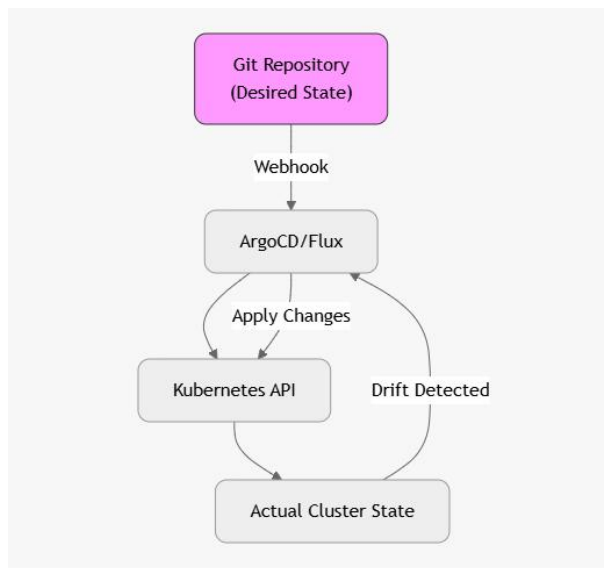 Git Repository
(Desired State)
Webhook
ArgoCD/Flux
Apply Changes
Kubernetes API
Drift Detected
Actual Cluster State